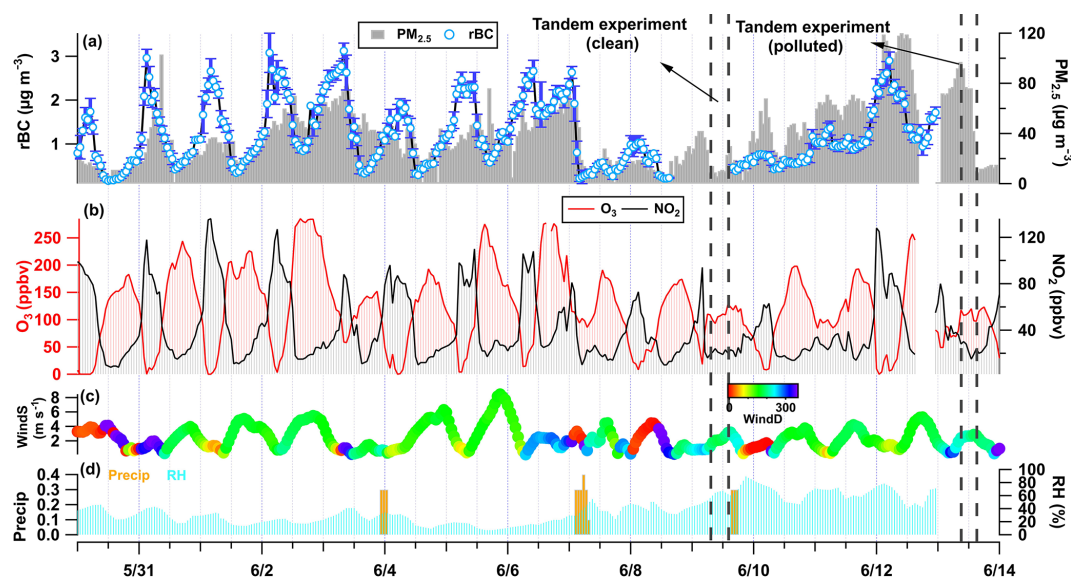 Tandem experiment
(clean)
Tandem experiment
(polluted)
(a)
PM2.5 rBC
rBC (µg m⁻³)
3
2
1
120
80
40
0
PM2.5 (µg m⁻³)
(b)
O3 NO2
O3 (ppbv)
250
200
150
100
50
0
120
80
40
NO2 (ppbv)
(c)
WindS
(m s⁻¹)
8
6
4
2
0 300
WindD
(d)
Precip RH
Precip
0.4
0.3
0.2
0.1
0.0
100
80
60
40
20
0
RH (%)
5/31 6/2 6/4 6/6 6/8 6/10 6/12 6/14